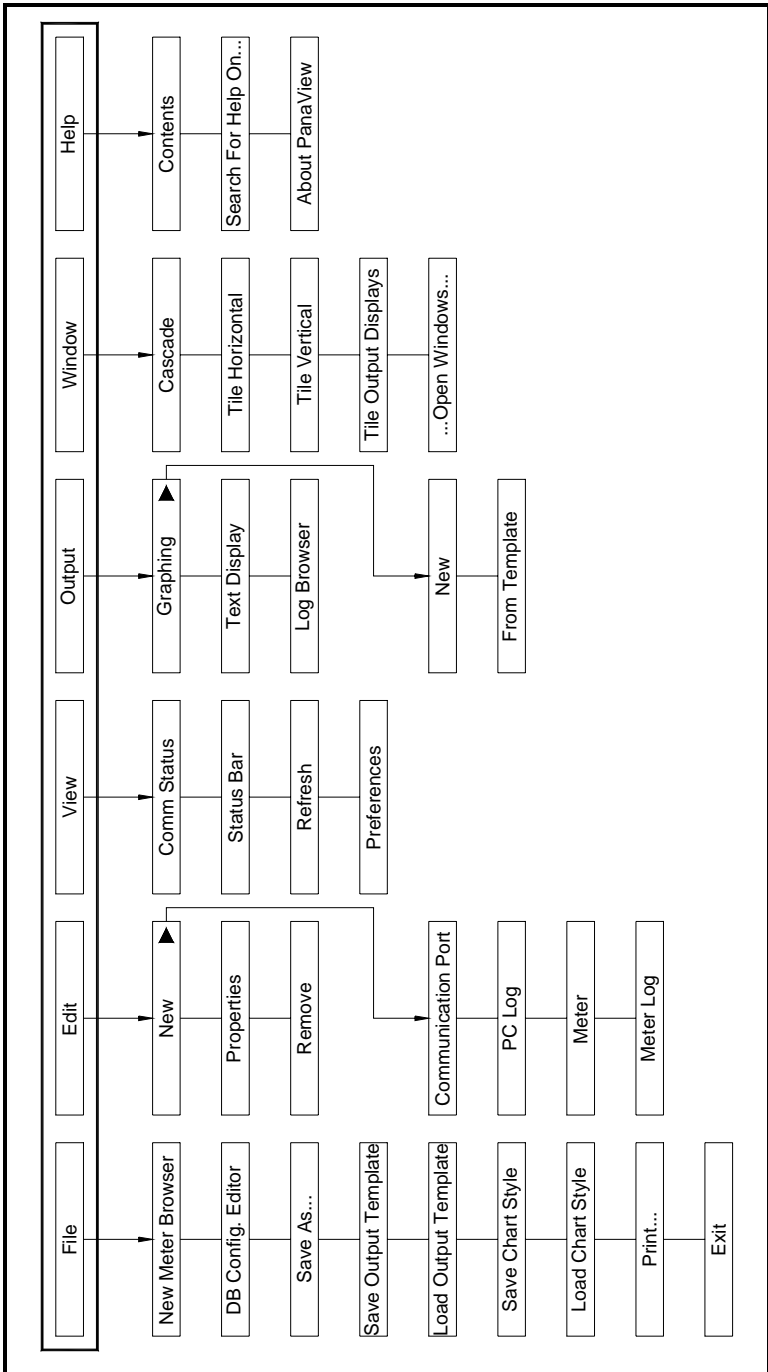 File
Edit
View
Output
Window
Help
New Meter Browser
DB Config. Editor
Save As...
Save Output Template
Load Output Template
Save Chart Style
Load Chart Style
Print...
Exit
New
Properties
Remove
Communication Port
PC Log
Meter
Meter Log
Comm Status
Status Bar
Refresh
Preferences
Graphing
Text Display
Log Browser
New
From Template
Cascade
Tile Horizontal
Tile Vertical
Tile Output Displays
...Open Windows...
Contents
Search For Help On...
About PanaView